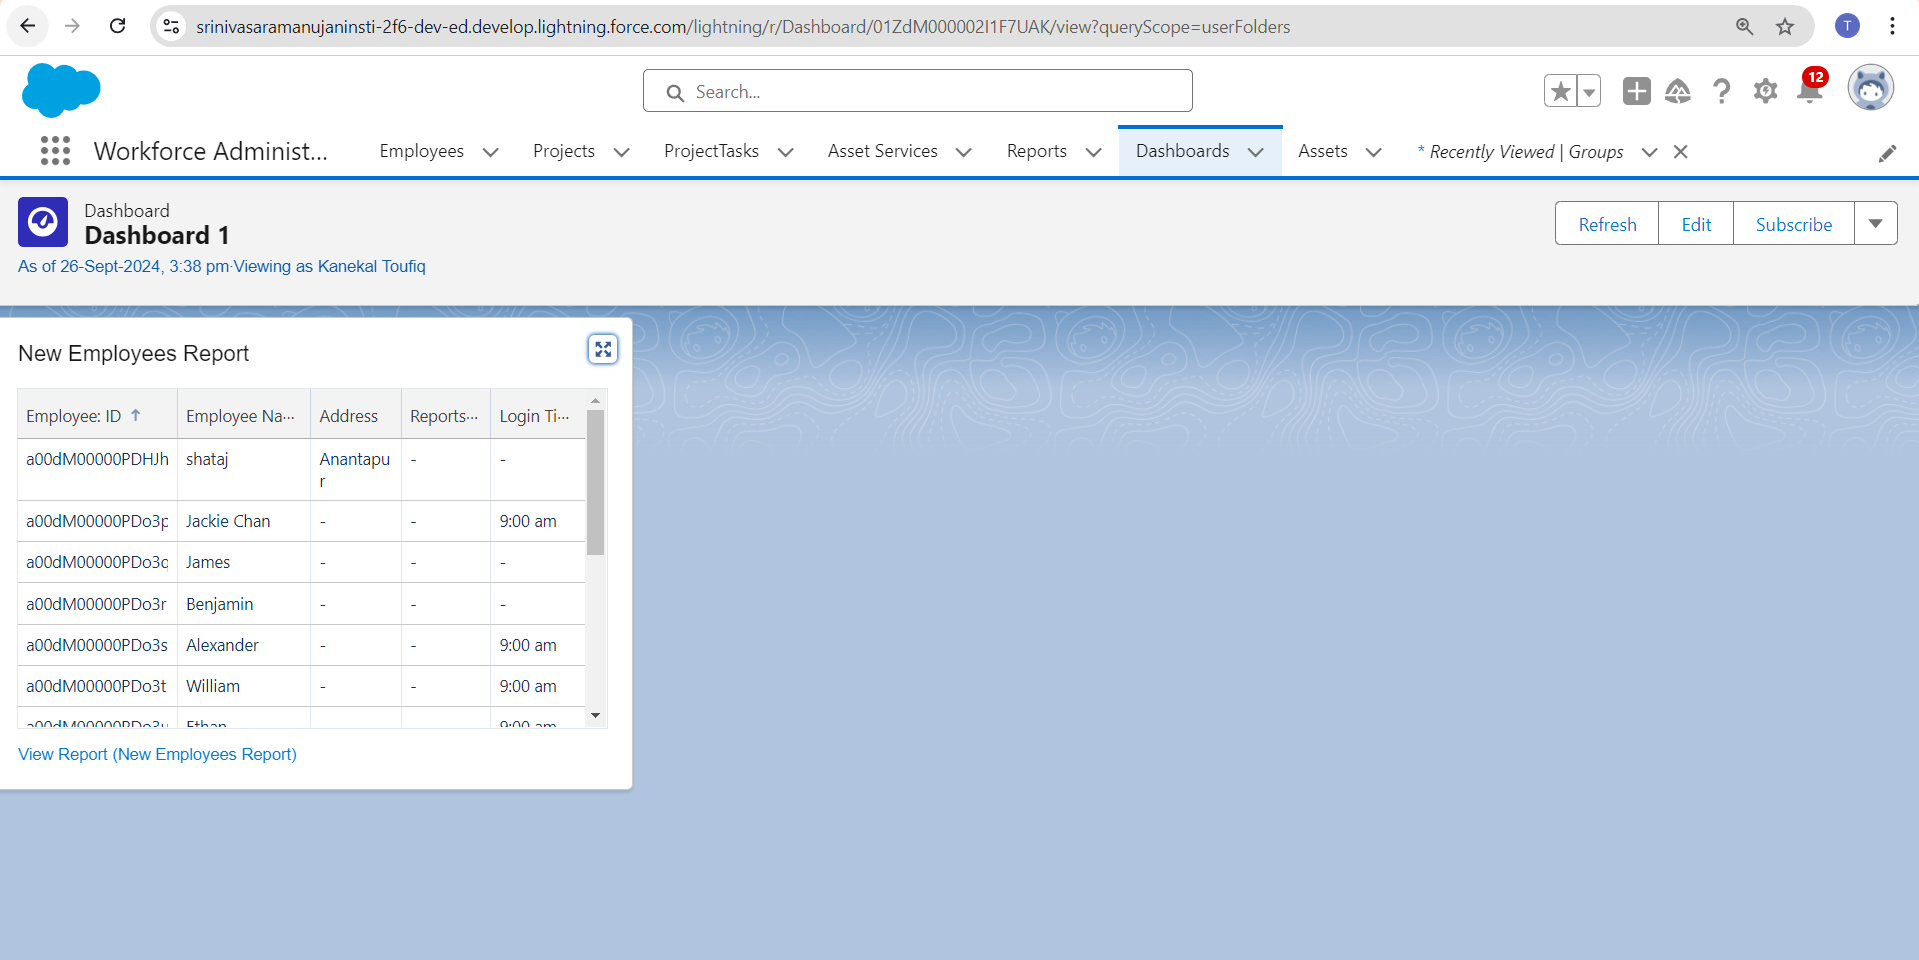 srinivasaramanujaninsti-2f6-dev-ed.develop.lightning.force.com/lightning/r/Dashboard/01ZdM000002I1F7UAK/view?queryScope=userFolders
T
Search...
12
Workforce Administ...
Employees
Projects
ProjectTasks
Asset Services
Reports
Dashboards
Assets
* Recently Viewed | Groups
Dashboard
Dashboard 1
As of 26-Sept-2024, 3:38 pm·Viewing as Kanekal Toufiq
Refresh
Edit
Subscribe
New Employees Report
Employee: ID ↑ Employee Na... Address Reports... Login Ti...
a00dM00000PDHJh shataj Anantapu - -
r
a00dM00000PDo3p Jackie Chan - - 9:00 am
a00dM00000PDo3q James - - -
a00dM00000PDo3r Benjamin - - -
a00dM00000PDo3s Alexander - - 9:00 am
a00dM00000PDo3t William - - 9:00 am
a00dM00000PDo3u Ethan 9:00 am
View Report (New Employees Report)